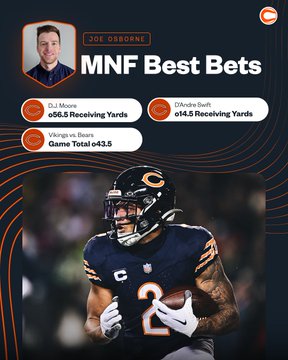 JOE OSBORNE
MNF Best Bets
D.J. Moore
o56.5 Receiving Yards
D'Andre Swift
o14.5 Receiving Yards
Vikings vs. Bears
Game Total o43.5
C
2